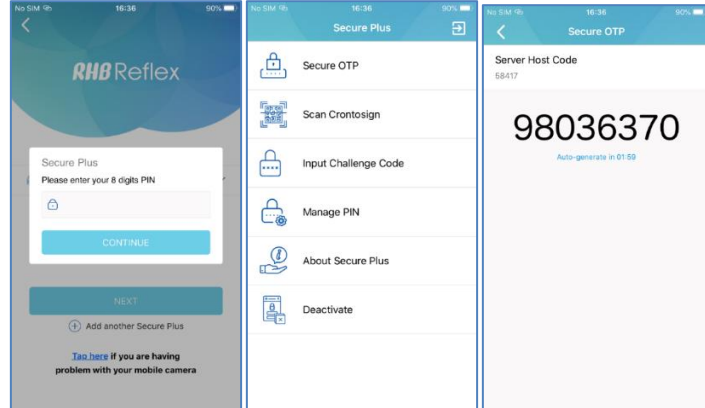 No SIM
16:36
90%
RHB Reflex
Secure Plus
Please enter your 8 digits PIN
CONTINUE
NEXT
Add another Secure Plus
Tap here if you are having
problem with your mobile camera
No SIM
16:36
90%
Secure Plus
Secure OTP
Scan Crontosign
Input Challenge Code
Manage PIN
About Secure Plus
Deactivate
No SIM
16:36
90%
Secure OTP
Server Host Code
58417
98036370
Auto-generate in 01:59